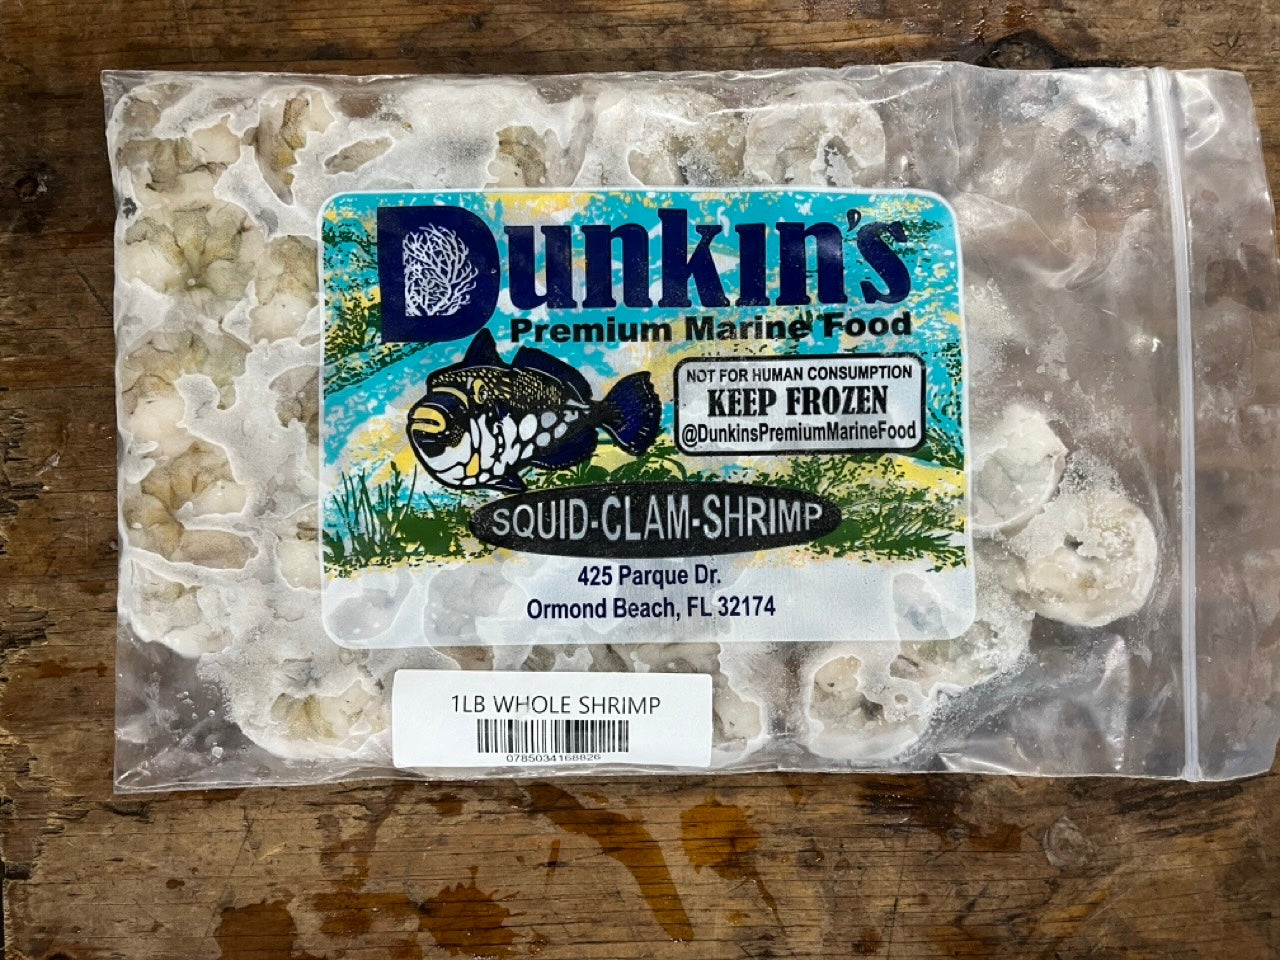 Dunkin's
Premium Marine Food
NOT FOR HUMAN CONSUMPTION
KEEP FROZEN
@DunkinsPremiumMarineFood
SQUID-CLAM-SHRIMP
425 Parque Dr.
Ormond Beach, FL 32174
1LB WHOLE SHRIMP
0785034168826